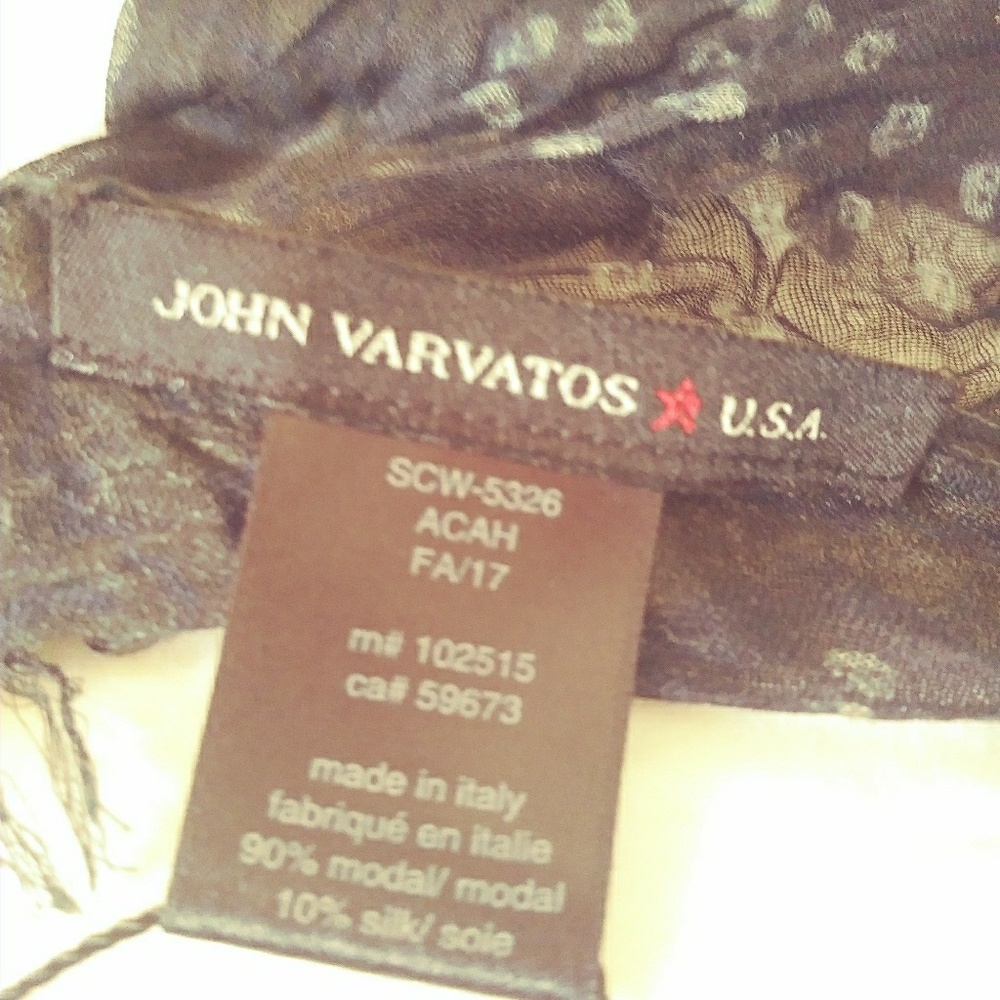 JOHN VARVATOS U.S.A.
SCW-5326
ACAH
FA/17
m# 102515
ca# 59673
made in italy
fabriqué en italie
90% modal/ modal
10% silk/ soie